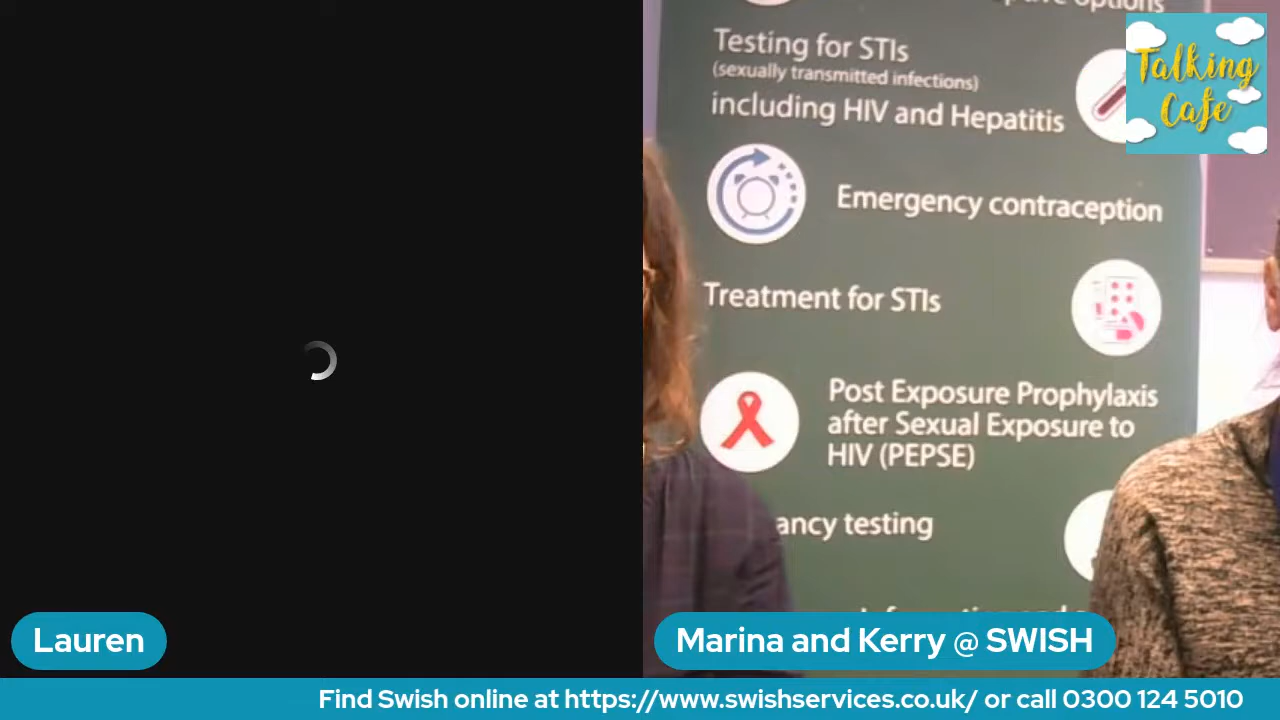 options
Testing for STIs
(sexually transmitted infections)
including HIV and Hepatitis
Talking
Cafe
Emergency contraception
Treatment for STIs
Post Exposure Prophylaxis
after Sexual Exposure to
HIV (PEPSE)
ancy testing
Lauren
Marina and Kerry @ SWISH
Find Swish online at https://www.swishservices.co.uk/ or call 0300 124 5010